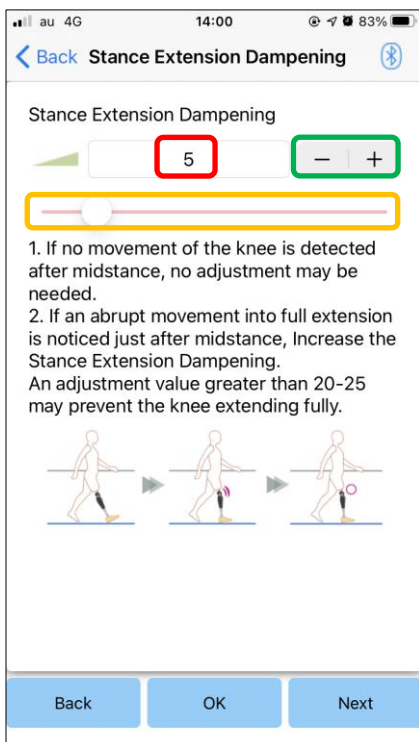 au 4G 14:00 83%
Back Stance Extension Dampening
Stance Extension Dampening
5 − +
1. If no movement of the knee is detected
after midstance, no adjustment may be
needed.
2. If an abrupt movement into full extension
is noticed just after midstance, Increase the
Stance Extension Dampening.
An adjustment value greater than 20-25
may prevent the knee extending fully.
Back OK Next